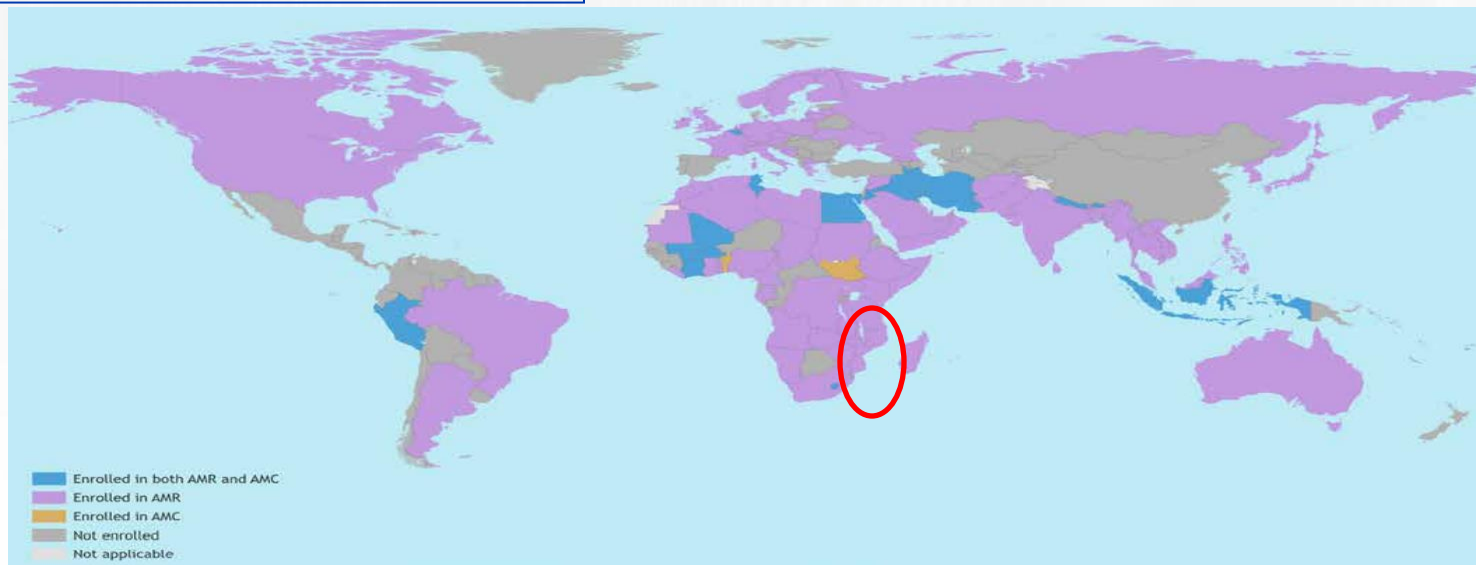 Enrolled in both AMR and AMC
Enrolled in AMR
Enrolled in AMC
Not enrolled
Not applicable